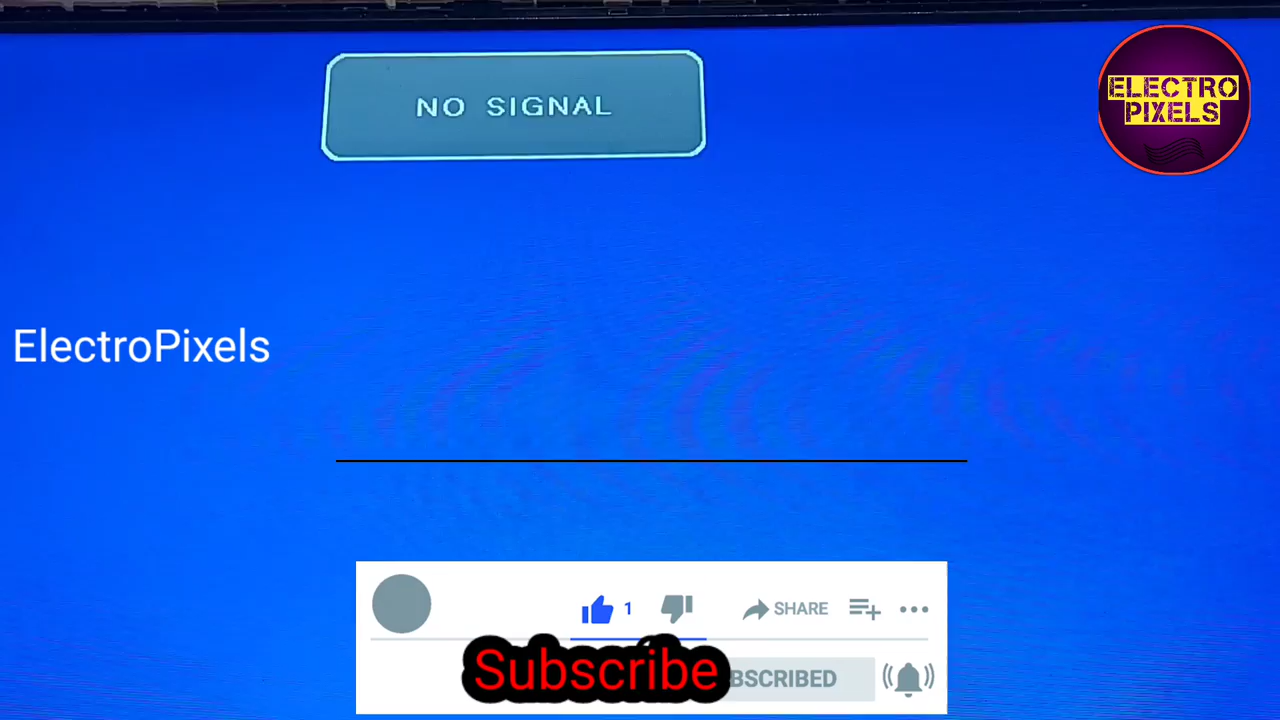 NO SIGNAL
ELECTRO
PIXELS
ElectroPixels
1
SHARE
Subscribe
BSCRIBED